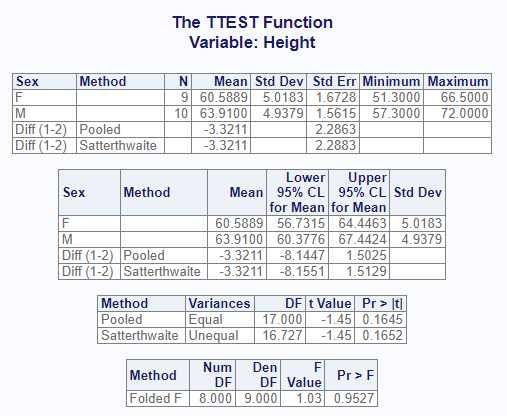 The TTEST Function
Variable: Height
Sex Method N Mean Std Dev Std Err Minimum Maximum
F 9 60.5889 5.0183 1.6728 51.3000 66.5000
M 10 63.9100 4.9379 1.5615 57.3000 72.0000
Diff (1-2) Pooled -3.3211 2.2863
Diff (1-2) Satterthwaite -3.3211 2.2883
Sex Method Mean Lower 95% CL for Mean Upper 95% CL for Mean Std Dev
F 60.5889 56.7315 64.4463 5.0183
M 63.9100 60.3776 67.4424 4.9379
Diff (1-2) Pooled -3.3211 -8.1447 1.5025
Diff (1-2) Satterthwaite -3.3211 -8.1551 1.5129
Method Variances DF t Value Pr > |t|
Pooled Equal 17.000 -1.45 0.1645
Satterthwaite Unequal 16.727 -1.45 0.1652
Method Num DF Den DF F Value Pr > F
Folded F 8.000 9.000 1.03 0.9527